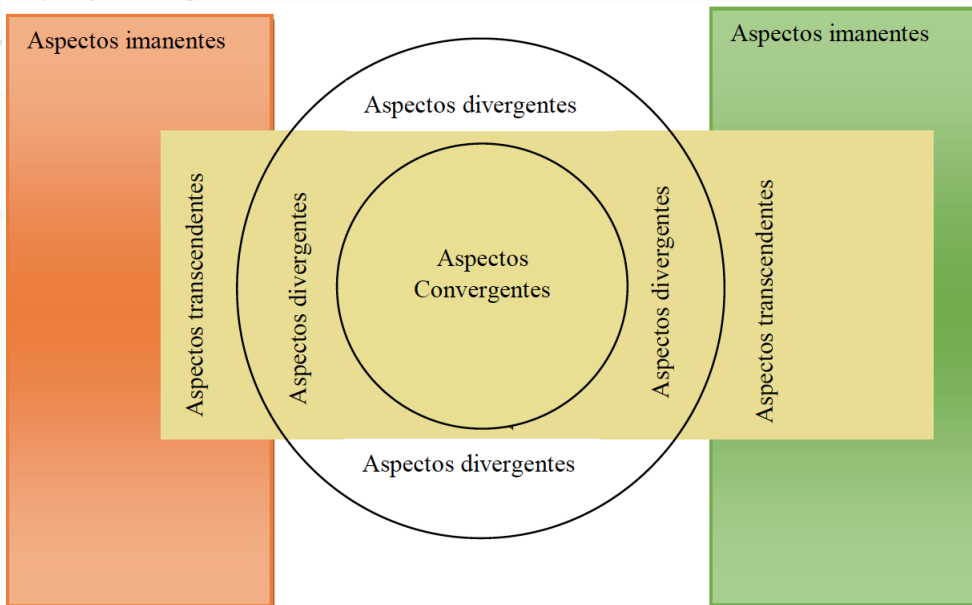 Aspectos imanentes
Aspectos imanentes
Aspectos divergentes
Aspectos transcendentes
Aspectos divergentes
Aspectos
Convergentes
Aspectos divergentes
Aspectos transcendentes
Aspectos divergentes